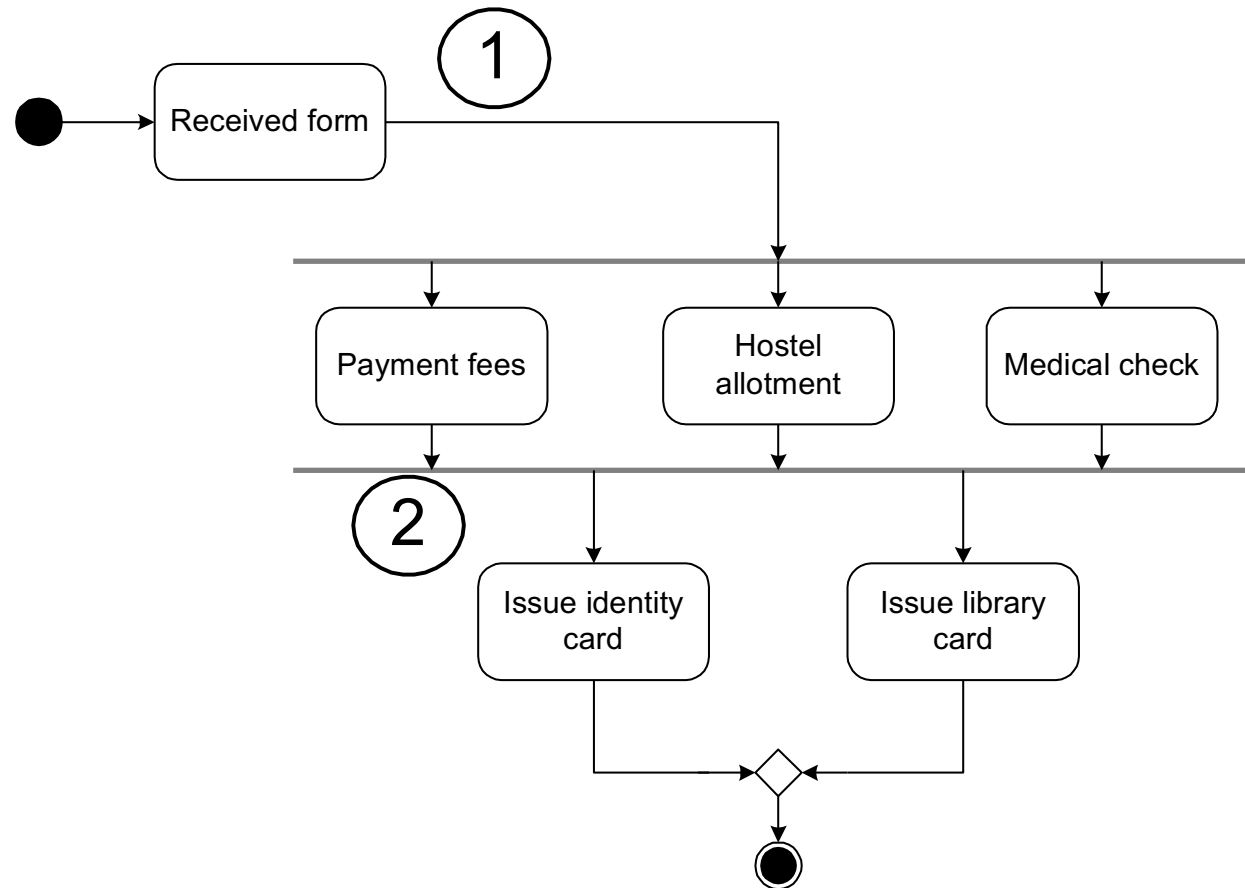 1
Received form
Payment fees
Hostel
allotment
Medical check
2
Issue identity
card
Issue library
card